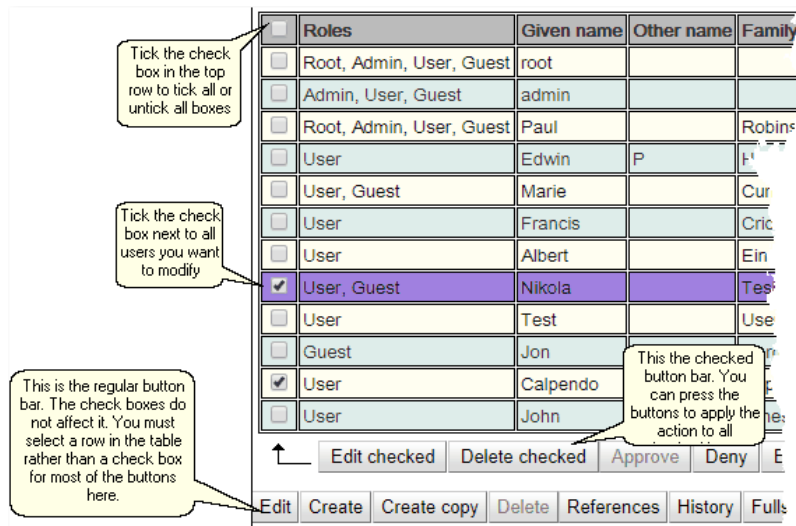 Roles Given name Other name Family
Tick the check
box in the top
row to tick all or
untick all boxes
Root, Admin, User, Guest root
Admin, User, Guest admin
Root, Admin, User, Guest Paul Robins
User Edwin P
User, Guest Marie Cur
Tick the check
box next to all
users you want
to modify
User Francis Cric
User Albert Ein
User, Guest Nikola Tes
User Test Use
Guest Jon
User Calpendo
User John
This the checked
button bar. You
can press the
buttons to apply the
action to all
This is the regular button
bar. The check boxes do
not affect it. You must
select a row in the table
rather than a check box
for most of the buttons
here.
Edit checked Delete checked Approve Deny E
Edit Create Create copy Delete References History Fulls